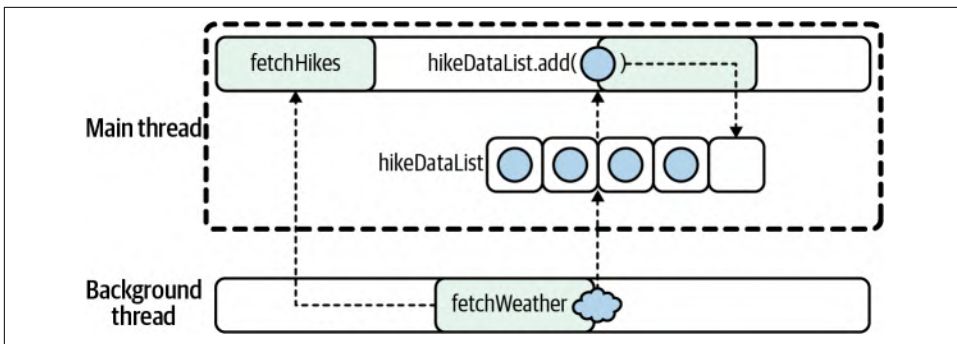 fetchHikes
hikeDataList.add( )
Main thread
hikeDataList
Background
thread
fetchWeather